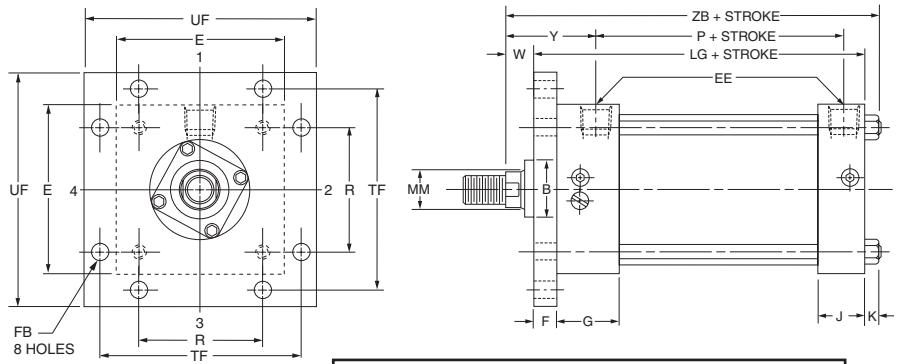 UF
E
1
UF
E
4
2
R
TF
3
FB
8 HOLES
R
TF
ZB + STROKE
Y
P + STROKE
W
LG + STROKE
EE
MM
B
F
G
J
K